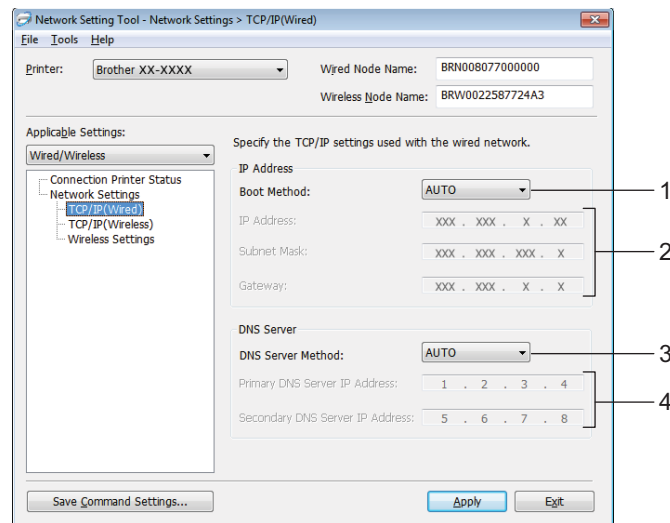 Network Setting Tool - Network Settings > TCP/IP(Wired)
File Tools Help
Printer: Brother XX-XXXX Wired Node Name: BRN008077000000
Wireless Node Name: BRW0022587724A3
Applicable Settings:
Wired/Wireless
Connection Printer Status
Network Settings
TCP/IP(Wired)
TCP/IP(Wireless)
Wireless Settings
Specify the TCP/IP settings used with the wired network.
IP Address
Boot Method: AUTO 1
IP Address: XXX . XXX . X . XX
Subnet Mask: XXX . XXX . XXX . X 2
Gateway: XXX . XXX . X . X
DNS Server
DNS Server Method: AUTO 3
Primary DNS Server IP Address: 1 . 2 . 3 . 4
4
Secondary DNS Server IP Address: 5 . 6 . 7 . 8
Save Command Settings... Apply Exit